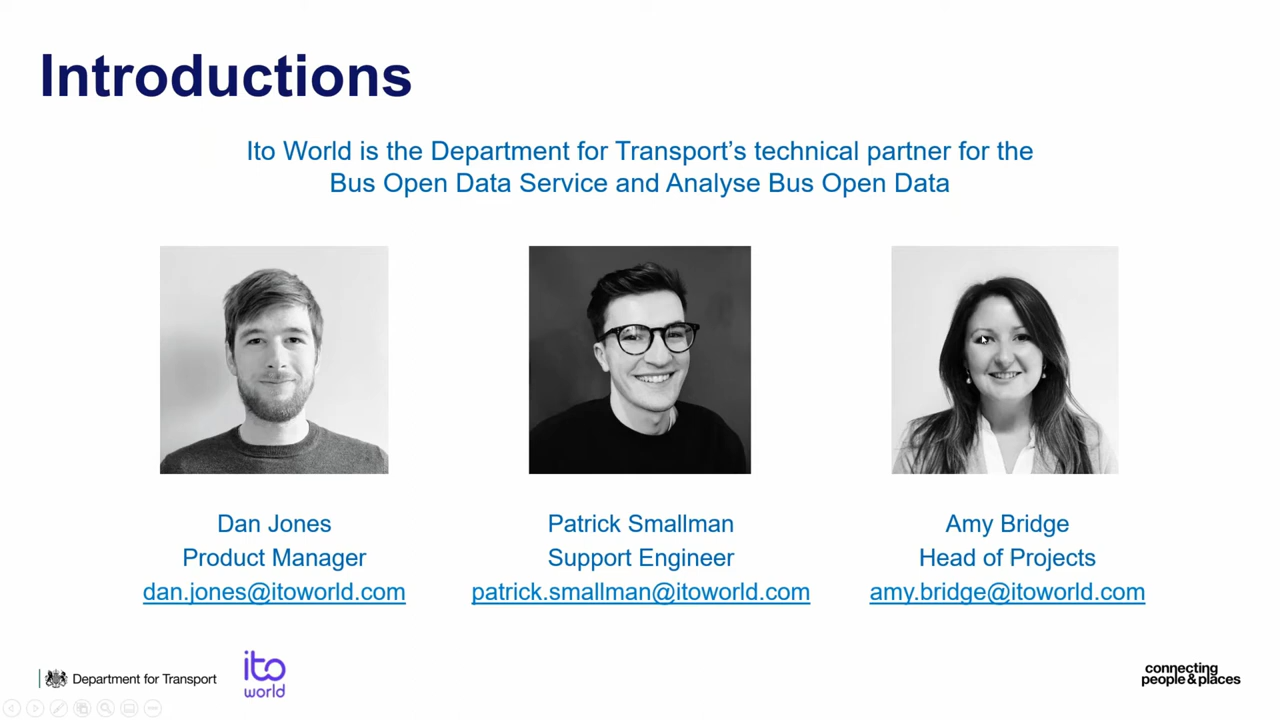 Introductions
Ito World is the Department for Transport’s technical partner for the
Bus Open Data Service and Analyse Bus Open Data
Dan Jones
Product Manager
dan.jones@itoworld.com
Patrick Smallman
Support Engineer
patrick.smallman@itoworld.com
Amy Bridge
Head of Projects
amy.bridge@itoworld.com
Department for Transport
ito
world
connecting
people&places